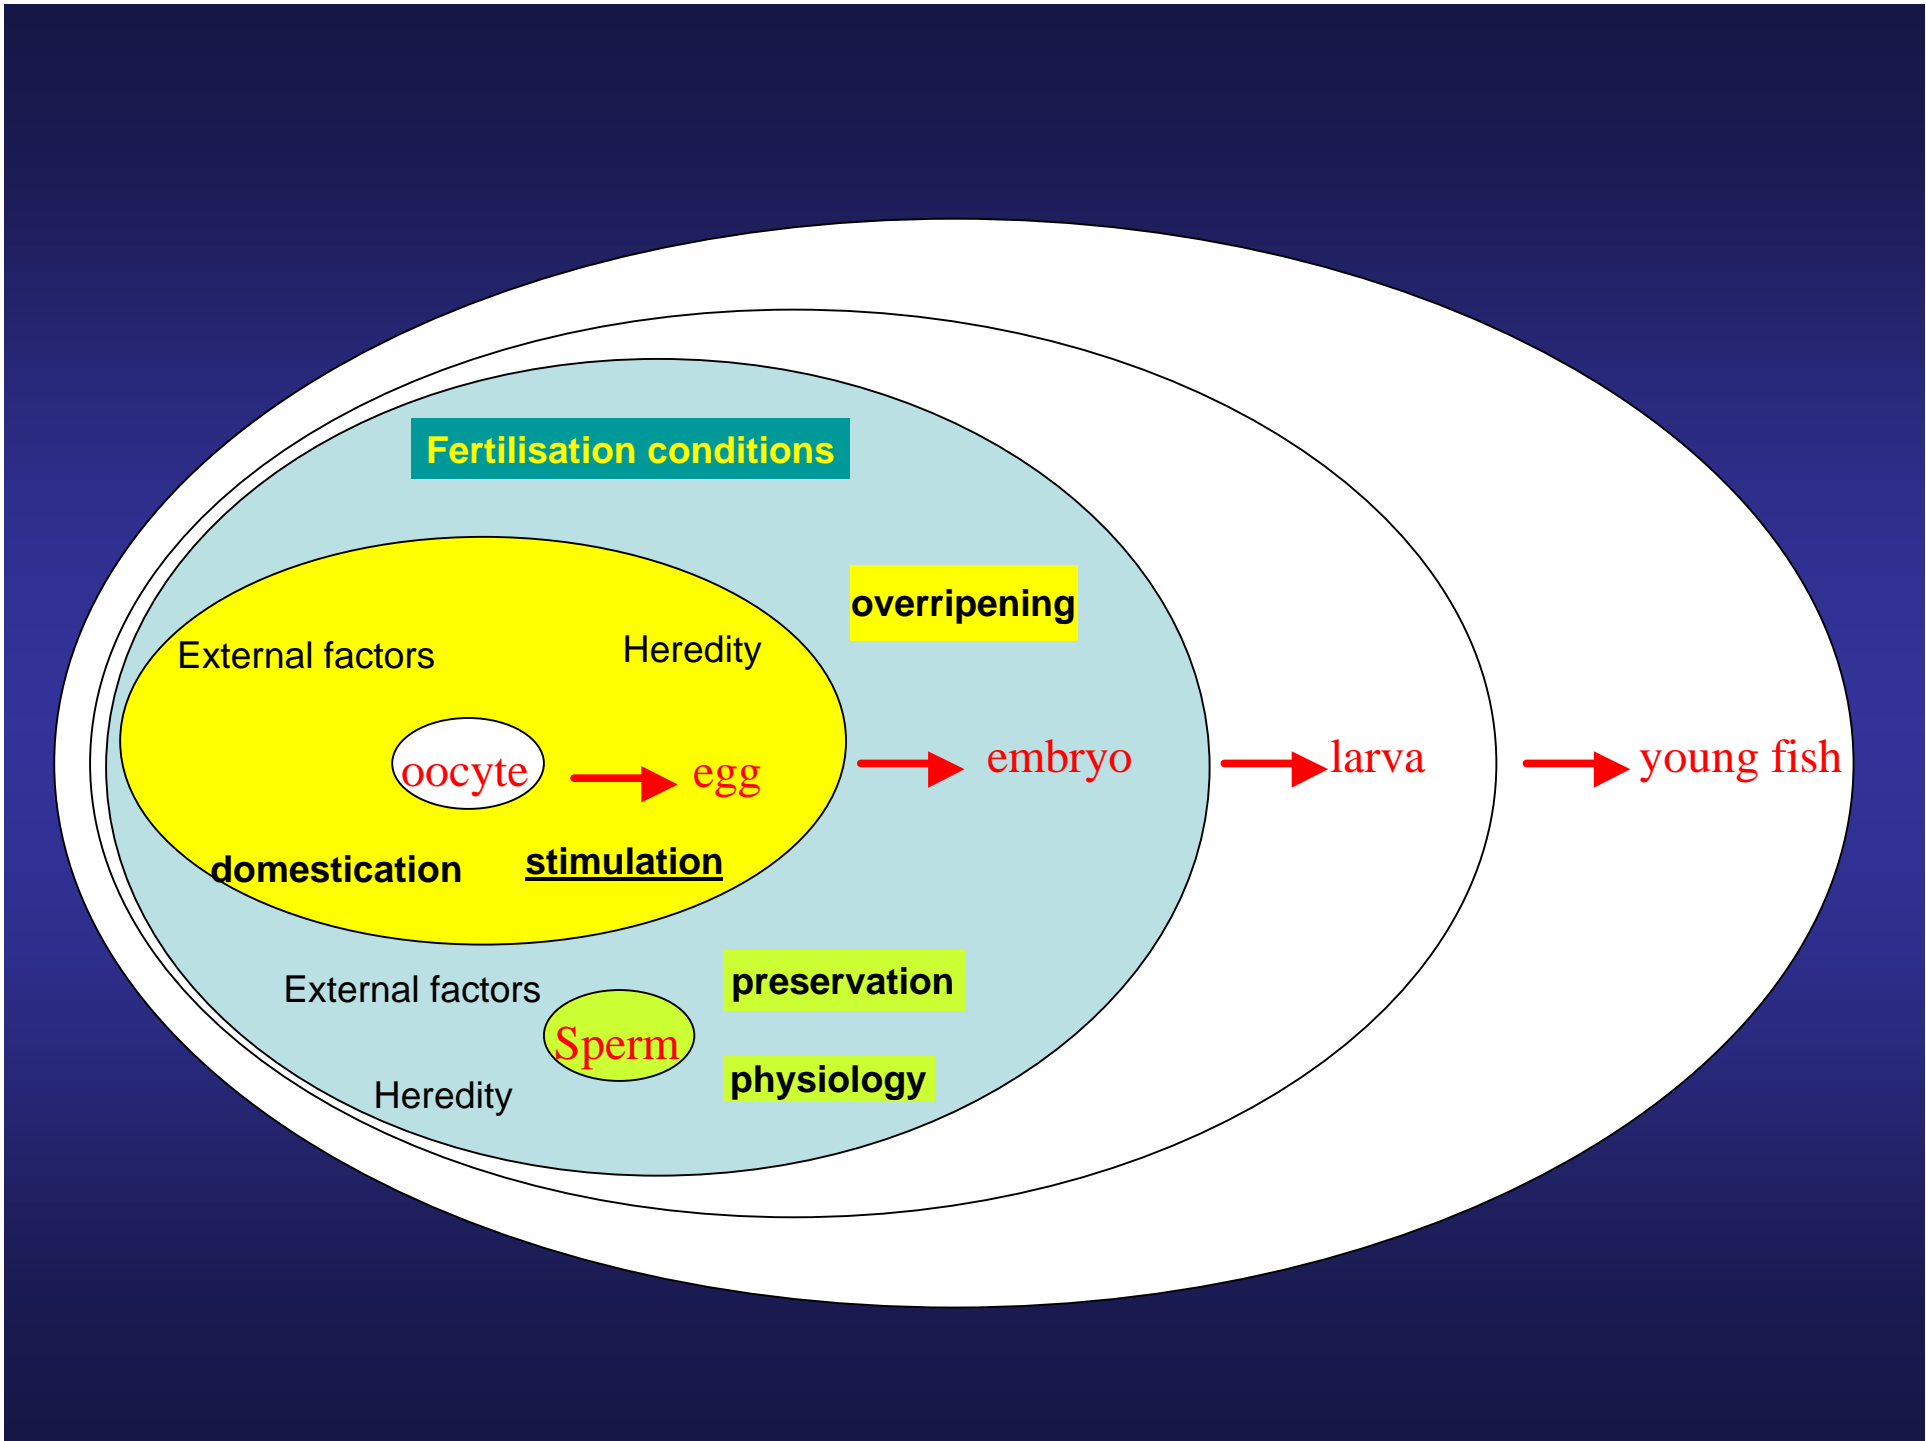 Fertilisation conditions
overripening
External factors
Heredity
oocyte
egg
embryo
larva
young fish
domestication
stimulation
External factors
preservation
Sperm
physiology
Heredity